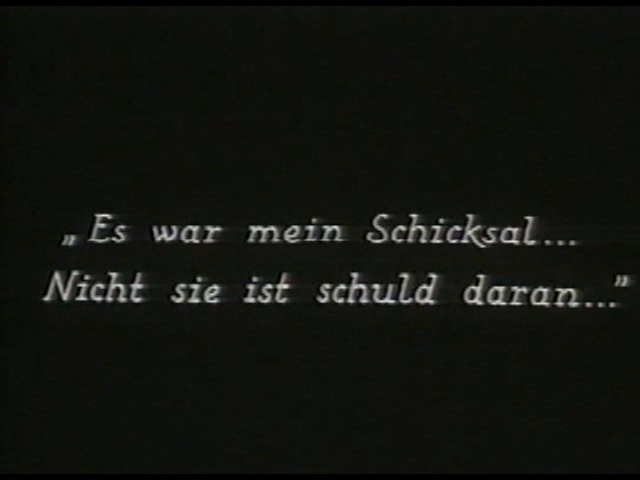 „Es war mein Schicksal...
Nicht sie ist schuld daran...”